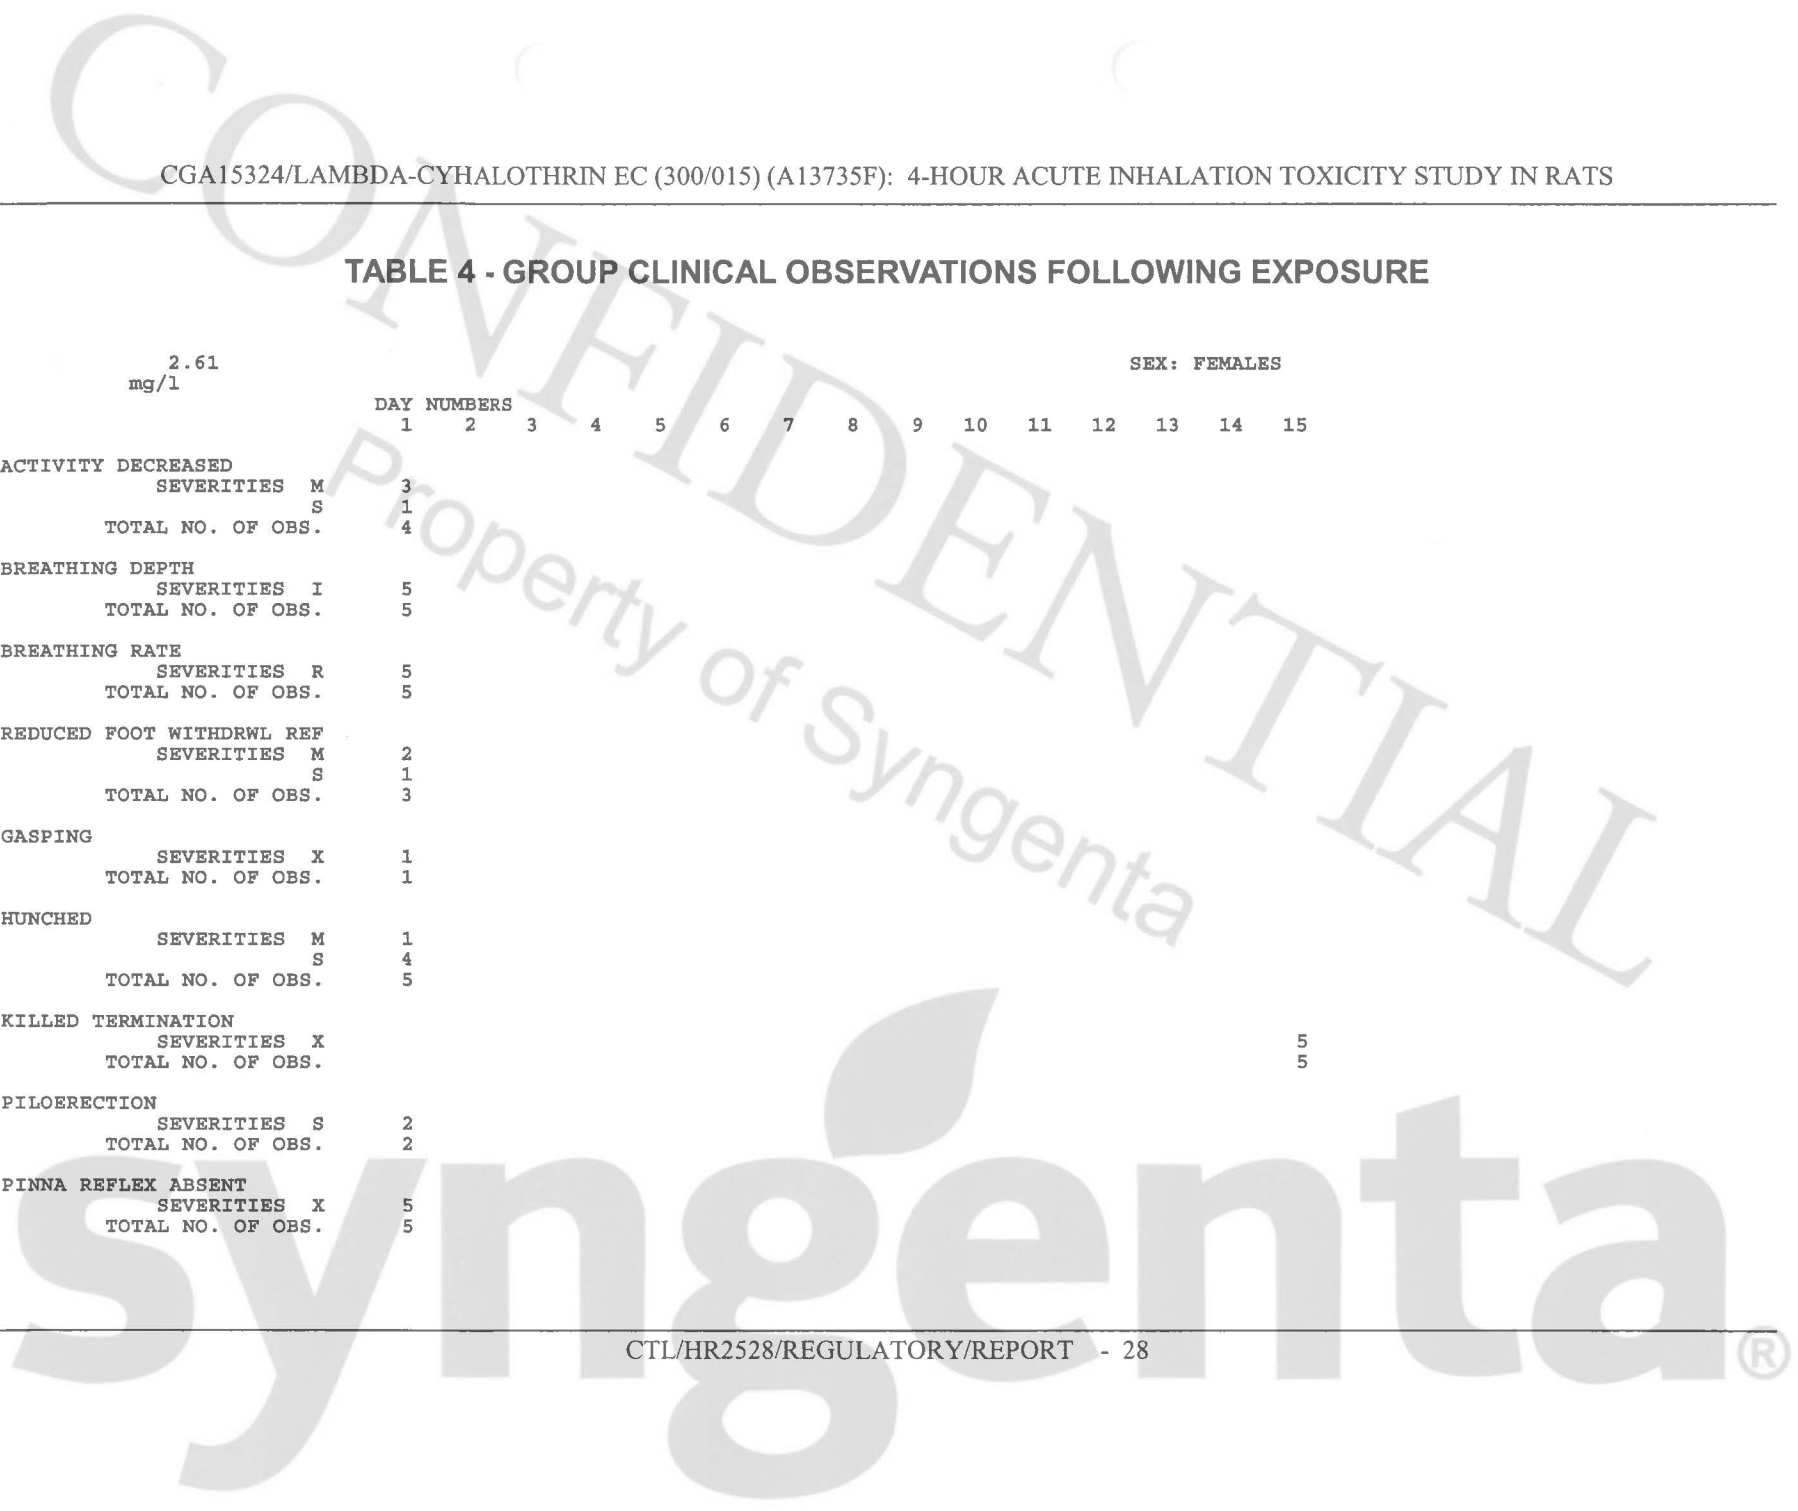 CONFIDENTIAL
Property of Syngenta
CGA15324/LAMBDA-CYHALOTHRIN EC (300/015) (A13735F): 4-HOUR ACUTE INHALATION TOXICITY STUDY IN RATS
TABLE 4 - GROUP CLINICAL OBSERVATIONS FOLLOWING EXPOSURE
2.61 SEX: FEMALES
mg/l
DAY NUMBERS
1 2 3 4 5 6 7 8 9 10 11 12 13 14 15
ACTIVITY DECREASED
SEVERITIES M 3
S 1
TOTAL NO. OF OBS. 4
BREATHING DEPTH
SEVERITIES I 5
TOTAL NO. OF OBS. 5
BREATHING RATE
SEVERITIES R 5
TOTAL NO. OF OBS. 5
REDUCED FOOT WITHDRWL REF
SEVERITIES M 2
S 1
TOTAL NO. OF OBS. 3
GASPING
SEVERITIES X 1
TOTAL NO. OF OBS. 1
HUNCHED
SEVERITIES M 1
S 4
TOTAL NO. OF OBS. 5
KILLED TERMINATION
SEVERITIES X 5
TOTAL NO. OF OBS. 5
PILOERECTION
SEVERITIES S 2
TOTAL NO. OF OBS. 2
PINNA REFLEX ABSENT
SEVERITIES X 5
TOTAL NO. OF OBS. 5
syngenta®
CTL/HR2528/REGULATORY/REPORT - 28